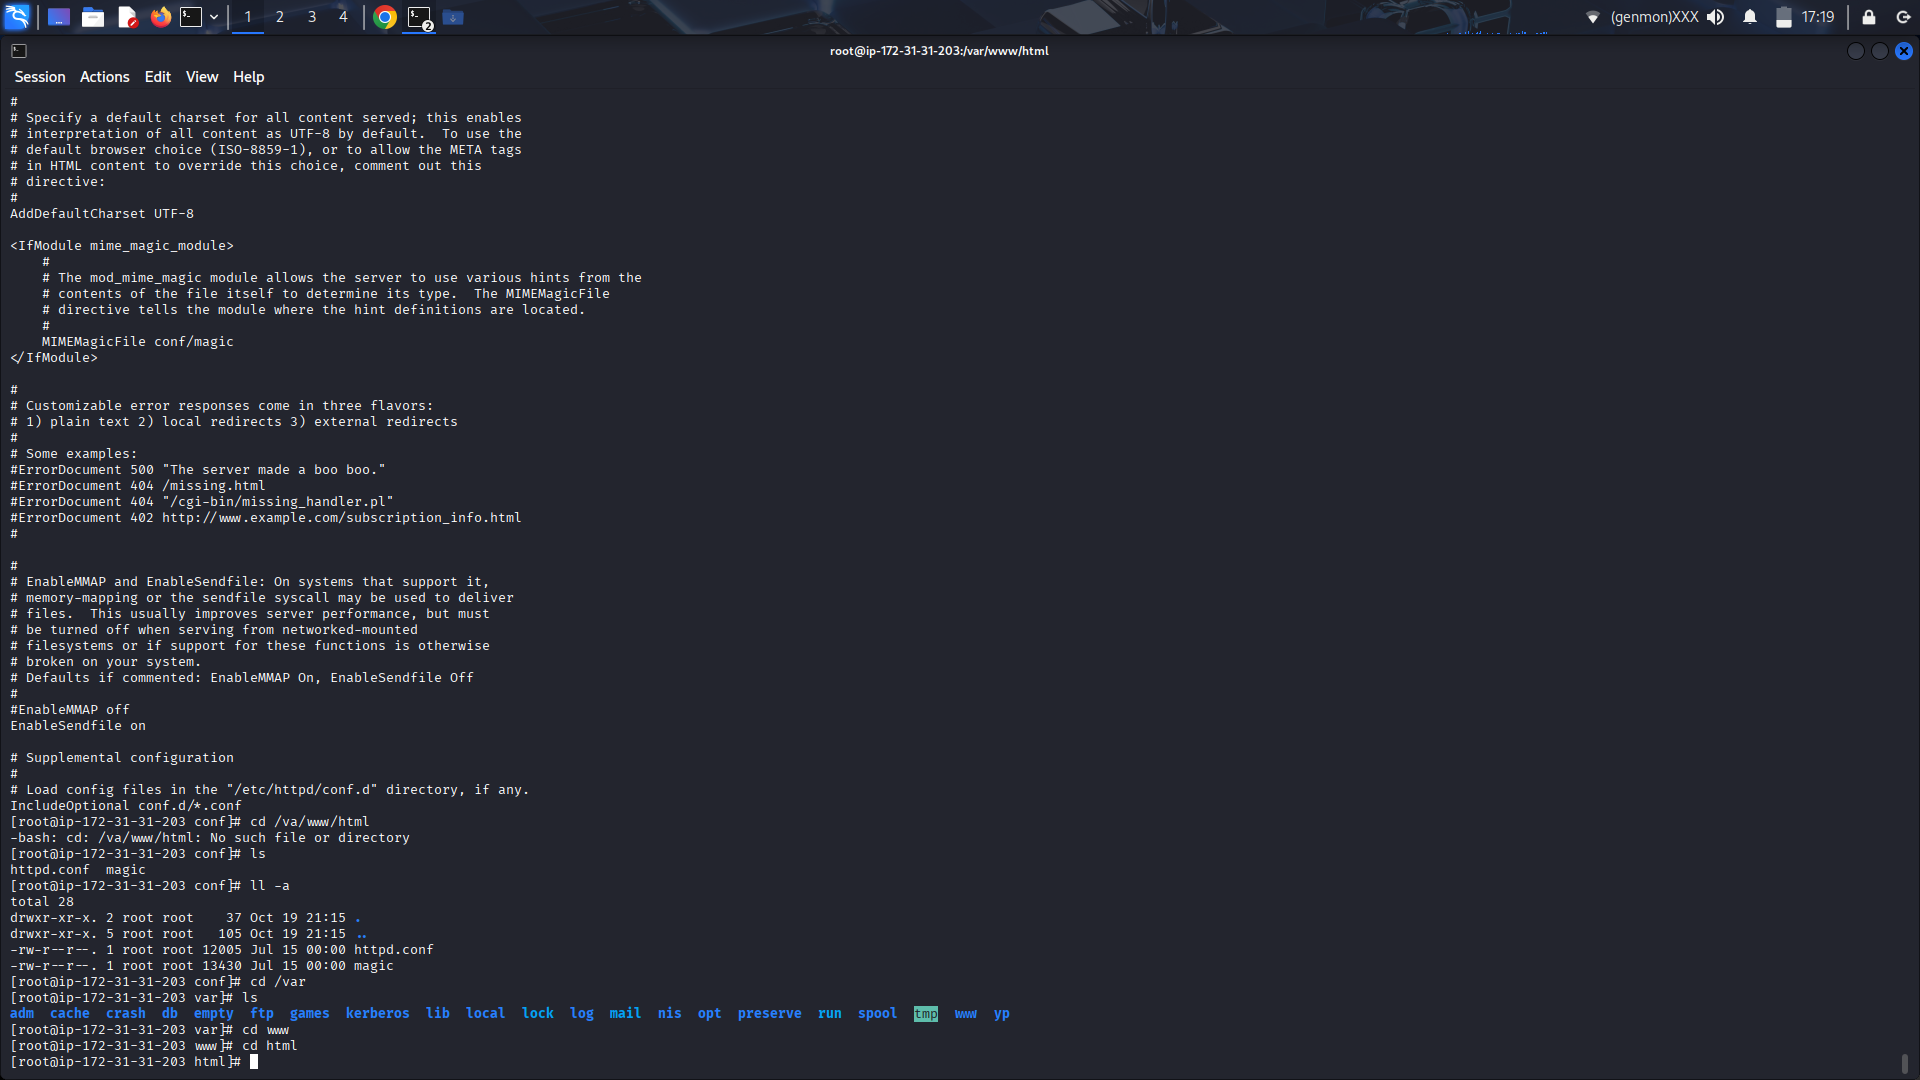 1 2 3 4 2 (genmon)XXX 17:19
root@ip-172-31-31-203:/var/www/html
Session Actions Edit View Help
#
# Specify a default charset for all content served; this enables
# interpretation of all content as UTF-8 by default.  To use the
# default browser choice (ISO-8859-1), or to allow the META tags
# in HTML content to override this choice, comment out this
# directive:
#
AddDefaultCharset UTF-8
<IfModule mime_magic_module>
    #
    # The mod_mime_magic module allows the server to use various hints from the
    # contents of the file itself to determine its type.  The MIMEMagicFile
    # directive tells the module where the hint definitions are located.
    #
    MIMEMagicFile conf/magic
</IfModule>
#
# Customizable error responses come in three flavors:
# 1) plain text 2) local redirects 3) external redirects
#
# Some examples:
#ErrorDocument 500 "The server made a boo boo."
#ErrorDocument 404 /missing.html
#ErrorDocument 404 "/cgi-bin/missing_handler.pl"
#ErrorDocument 402 http://www.example.com/subscription_info.html
#
#
# EnableMMAP and EnableSendfile: On systems that support it,
# memory-mapping or the sendfile syscall may be used to deliver
# files.  This usually improves server performance, but must
# be turned off when serving from networked-mounted
# filesystems or if support for these functions is otherwise
# broken on your system.
# Defaults if commented: EnableMMAP On, EnableSendfile Off
#
#EnableMMAP off
EnableSendfile on
# Supplemental configuration
#
# Load config files in the "/etc/httpd/conf.d" directory, if any.
IncludeOptional conf.d/*.conf
[root@ip-172-31-31-203 conf]# cd /va/www/html
-bash: cd: /va/www/html: No such file or directory
[root@ip-172-31-31-203 conf]# ls
httpd.conf  magic
[root@ip-172-31-31-203 conf]# ll -a
total 28
drwxr-xr-x. 2 root root    37 Oct 19 21:15 .
drwxr-xr-x. 5 root root   105 Oct 19 21:15 ..
-rw-r--r--. 1 root root 12005 Jul 15 00:00 httpd.conf
-rw-r--r--. 1 root root 13430 Jul 15 00:00 magic
[root@ip-172-31-31-203 conf]# cd /var
[root@ip-172-31-31-203 var]# ls
adm  cache  crash  db  empty  ftp  games  kerberos  lib  local  lock  log  mail  nis  opt  preserve  run  spool  tmp  www  yp
[root@ip-172-31-31-203 var]# cd www
[root@ip-172-31-31-203 www]# cd html
[root@ip-172-31-31-203 html]#